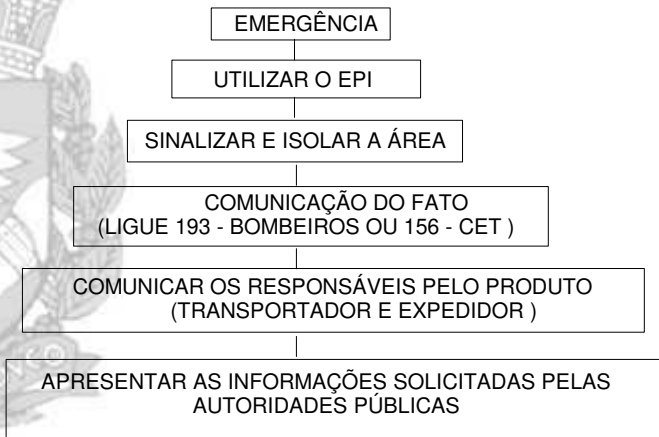 EMERGÊNCIA
UTILIZAR O EPI
SINALIZAR E ISOLAR A ÁREA
COMUNICAÇÃO DO FATO
(LIGUE 193 - BOMBEIROS OU 156 - CET )
COMUNICAR OS RESPONSÁVEIS PELO PRODUTO
(TRANSPORTADOR E EXPEDIDOR )
APRESENTAR AS INFORMAÇÕES SOLICITADAS PELAS
AUTORIDADES PÚBLICAS